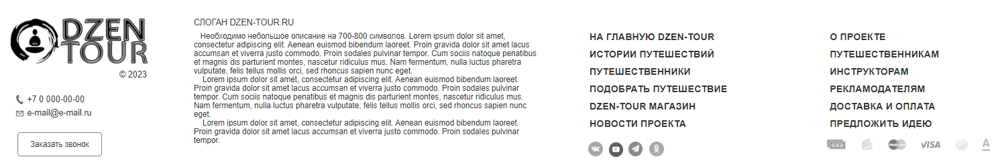 DZEN
TOUR
© 2023
+7 0 000-00-00
e-mail@e-mail.ru
Заказать звонок
СЛОГАН DZEN-TOUR.RU
Необходимо небольшое описание на 700-800 символов. Lorem ipsum dolor sit amet,
consectetur adipiscing elit. Aenean euismod bibendum laoreet. Proin gravida dolor sit amet lacus
accumsan et viverra justo commodo. Proin sodales pulvinar tempor. Cum sociis natoque penatibus
et magnis dis parturient montes, nascetur ridiculus mus. Nam fermentum, nulla luctus pharetra
vulputate, felis tellus mollis orci, sed rhoncus sapien nunc eget.
Lorem ipsum dolor sit amet, consectetur adipiscing elit. Aenean euismod bibendum laoreet.
Proin gravida dolor sit amet lacus accumsan et viverra justo commodo. Proin sodales pulvinar
tempor. Cum sociis natoque penatibus et magnis dis parturient montes, nascetur ridiculus mus.
Nam fermentum, nulla luctus pharetra vulputate, felis tellus mollis orci, sed rhoncus sapien nunc
eget.
Lorem ipsum dolor sit amet, consectetur adipiscing elit. Aenean euismod bibendum laoreet.
Proin gravida dolor sit amet lacus accumsan et viverra justo commodo. Proin sodales pulvinar
tempor.
НА ГЛАВНУЮ DZEN-TOUR
ИСТОРИИ ПУТЕШЕСТВИЙ
ПУТЕШЕСТВЕННИКИ
ПОДОБРАТЬ ПУТЕШЕСТВИЕ
DZEN-TOUR МАГАЗИН
НОВОСТИ ПРОЕКТА
О ПРОЕКТЕ
ПУТЕШЕСТВЕННИКАМ
ИНСТРУКТОРАМ
РЕКЛАМОДАТЕЛЯМ
ДОСТАВКА И ОПЛАТА
ПРЕДЛОЖИТЬ ИДЕЮ
MasterCard
VISA